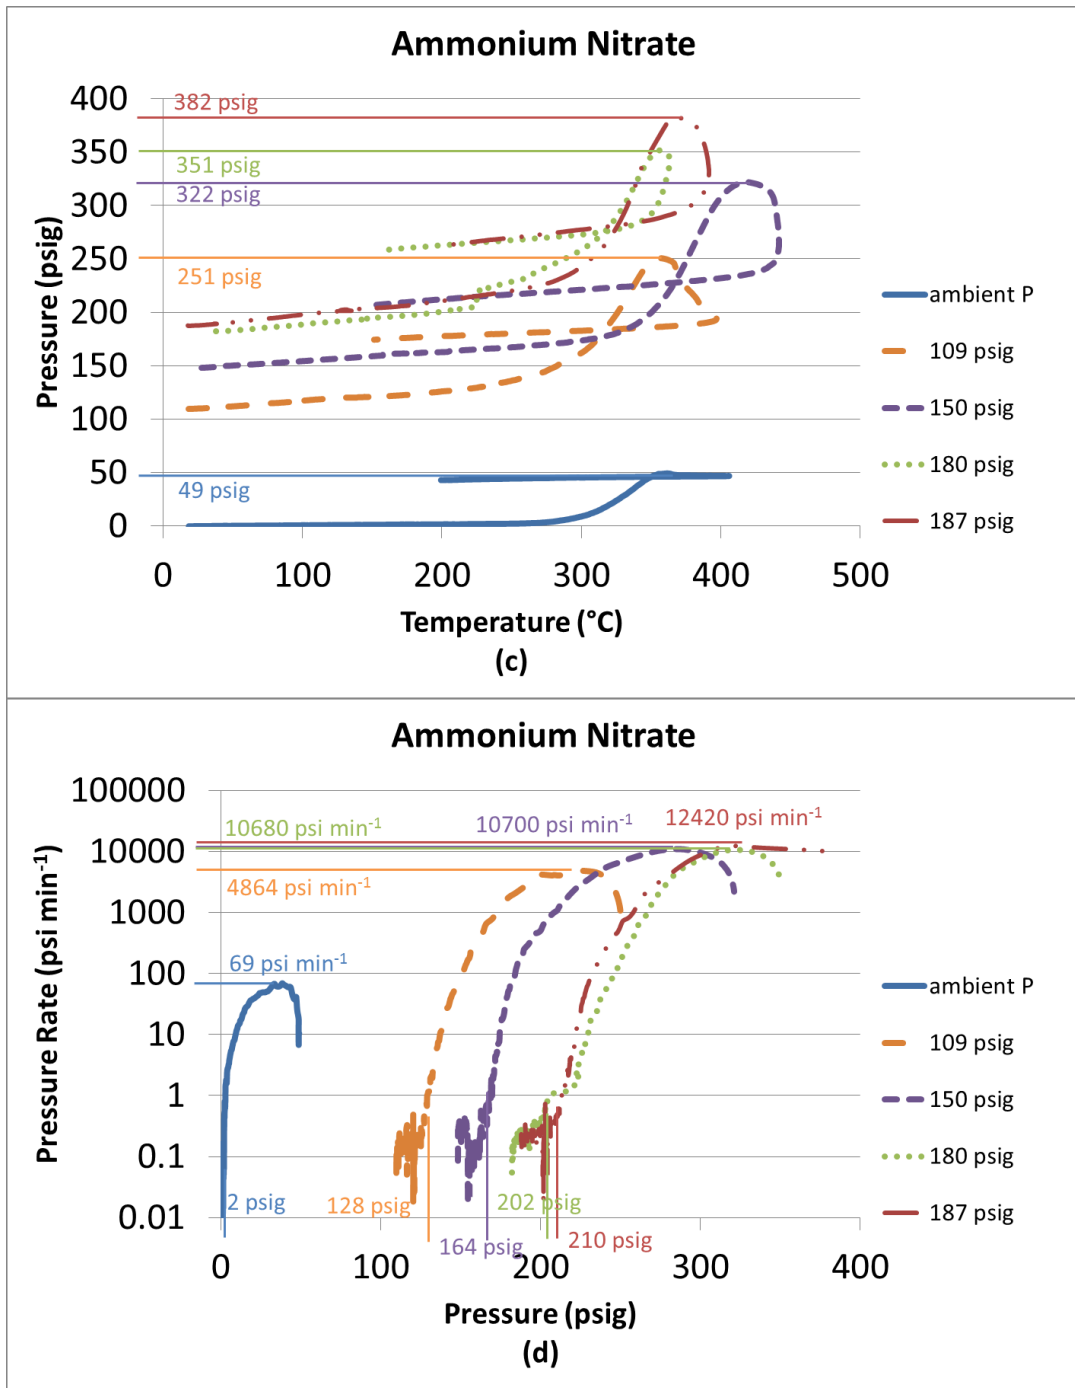 Ammonium Nitrate
Pressure (psig)
400
350
300
250
200
150
100
50
0
382 psig
351 psig
322 psig
251 psig
49 psig
0 100 200 300 400 500
Temperature (°C)
ambient P
109 psig
150 psig
180 psig
187 psig
(c)
Ammonium Nitrate
Pressure Rate (psi min⁻¹)
100000
10000
1000
100
10
1
0.1
0.01
10680 psi min⁻¹
10700 psi min⁻¹
12420 psi min⁻¹
4864 psi min⁻¹
69 psi min⁻¹
2 psig
128 psig
164 psig
202 psig
210 psig
0 100 200 300 400
Pressure (psig)
ambient P
109 psig
150 psig
180 psig
187 psig
(d)